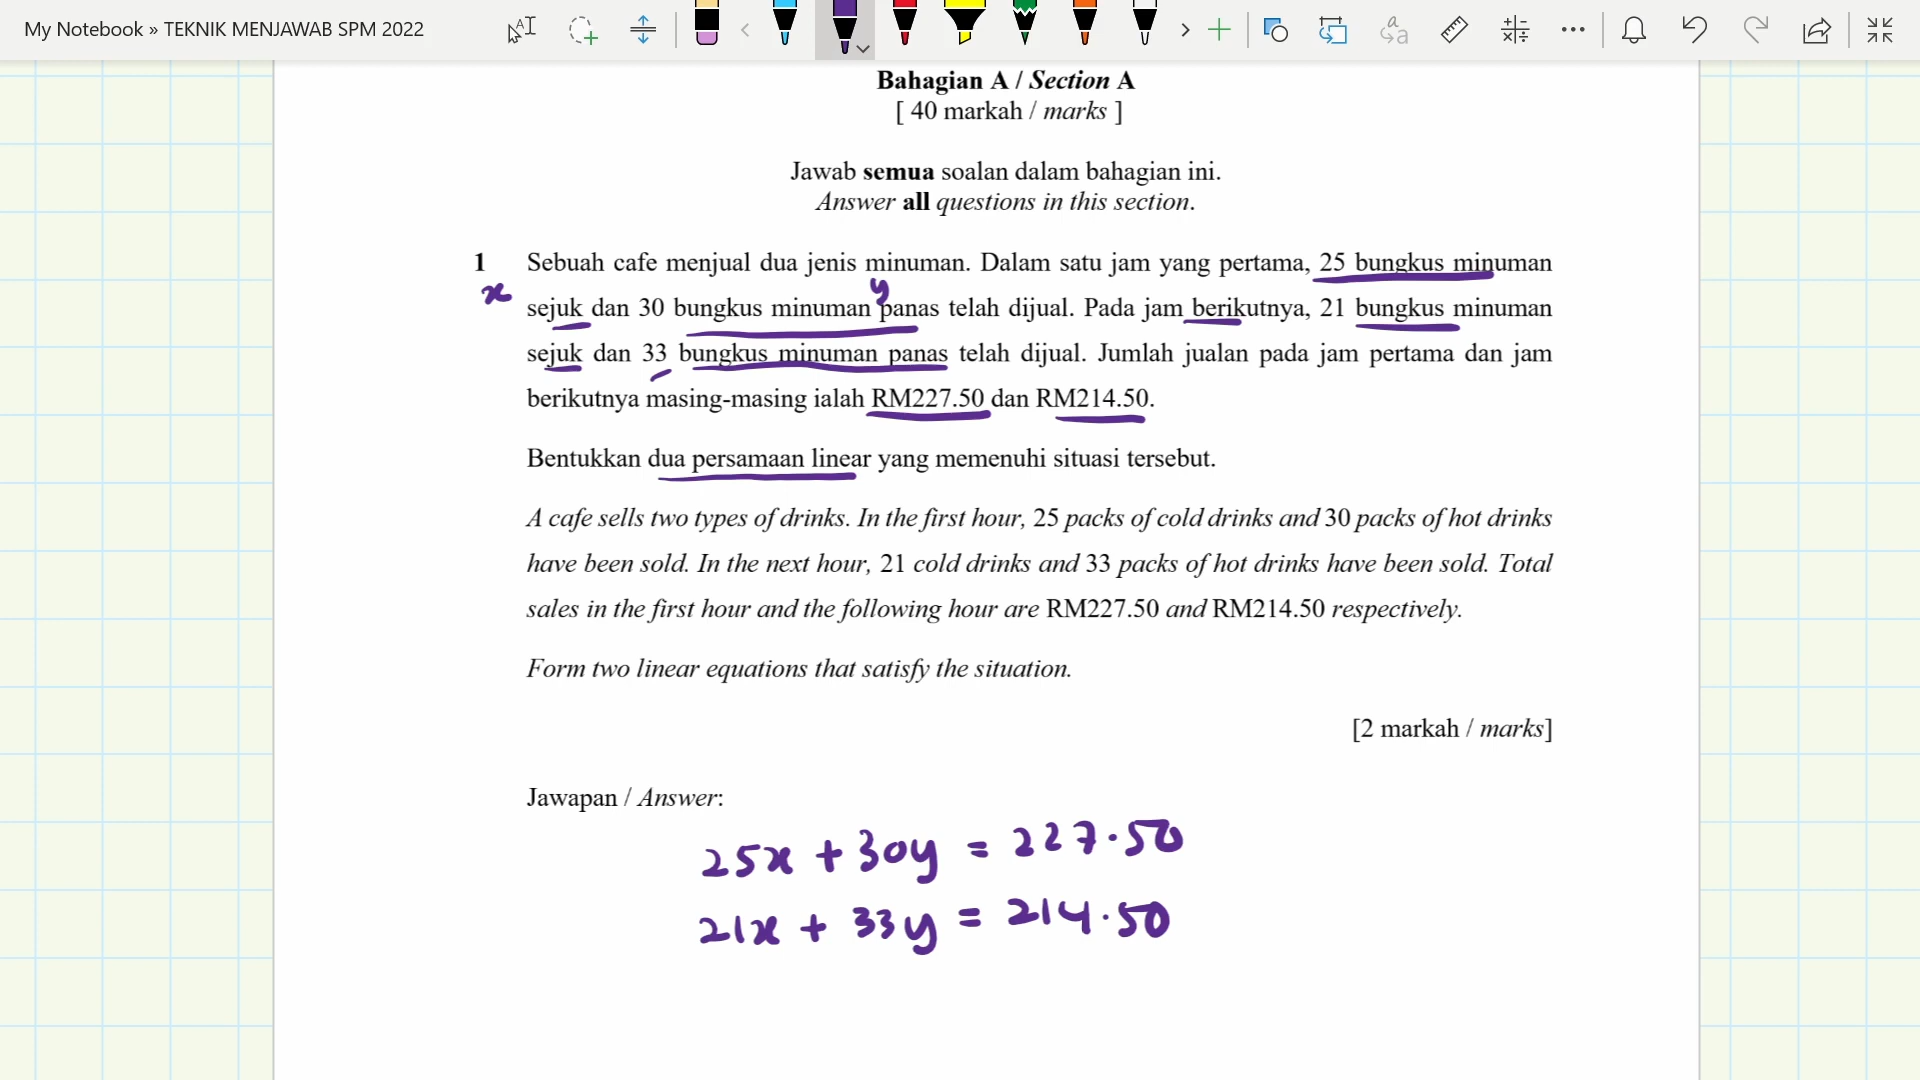 My Notebook » TEKNIK MENJAWAB SPM 2022
Bahagian A / Section A
[ 40 markah / marks ]
Jawab semua soalan dalam bahagian ini.
Answer all questions in this section.
1 Sebuah cafe menjual dua jenis minuman. Dalam satu jam yang pertama, 25 bungkus minuman
x y
sejuk dan 30 bungkus minuman panas telah dijual. Pada jam berikutnya, 21 bungkus minuman
sejuk dan 33 bungkus minuman panas telah dijual. Jumlah jualan pada jam pertama dan jam
berikutnya masing-masing ialah RM227.50 dan RM214.50.
Bentukkan dua persamaan linear yang memenuhi situasi tersebut.
A cafe sells two types of drinks. In the first hour, 25 packs of cold drinks and 30 packs of hot drinks
have been sold. In the next hour, 21 cold drinks and 33 packs of hot drinks have been sold. Total
sales in the first hour and the following hour are RM227.50 and RM214.50 respectively.
Form two linear equations that satisfy the situation.
[2 markah / marks]
Jawapan / Answer:
25x + 30y = 227.50
21x + 33y = 214.50